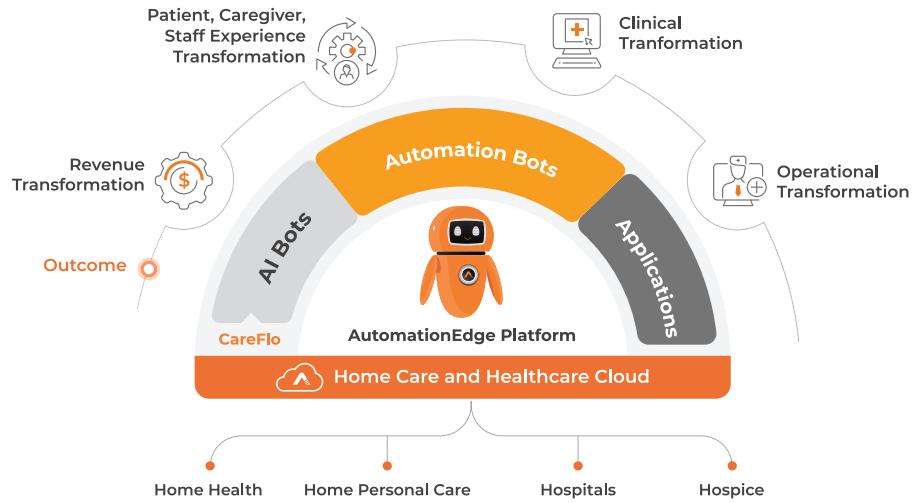 Patient, Caregiver,
Staff Experience
Transformation
Clinical
Tranformation
Revenue
Transformation
$
Automation Bots
Operational
Transformation
AI Bots
Applications
Outcome
CareFlo
AutomationEdge Platform
Home Care and Healthcare Cloud
Home Health
Home Personal Care
Hospitals
Hospice